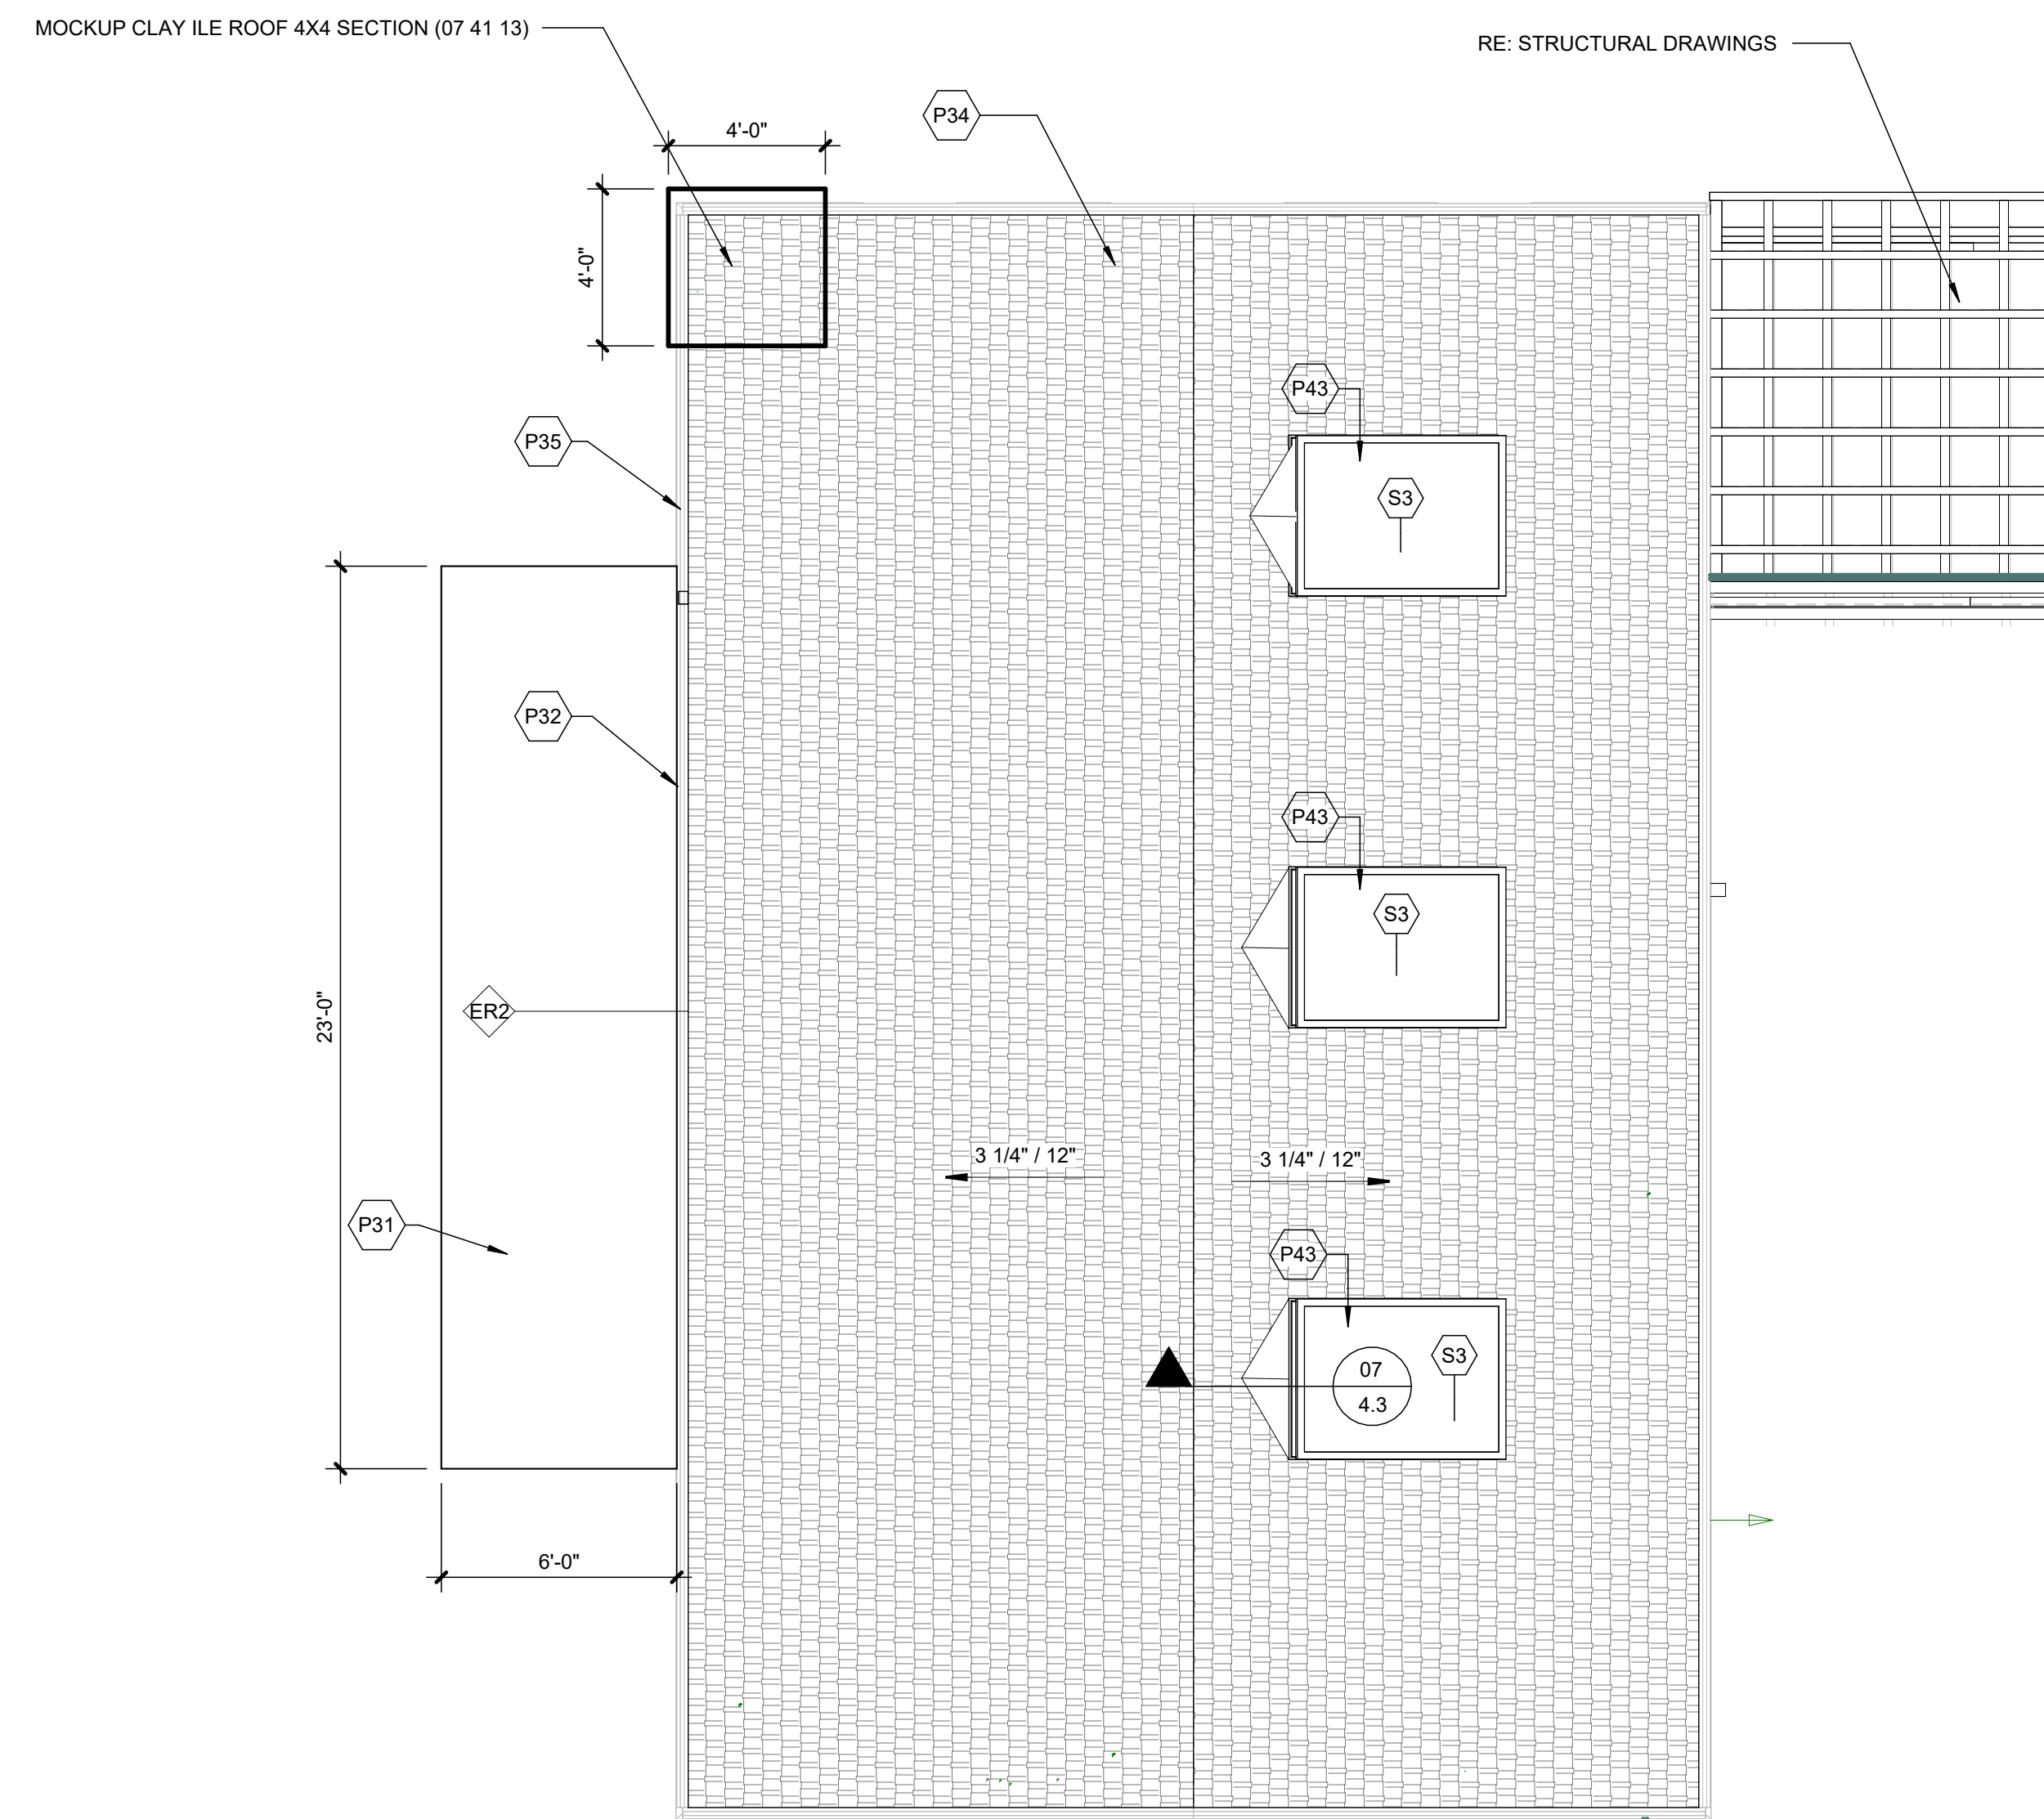 MOCKUP CLAY ILE ROOF 4X4 SECTION (07 41 13)
RE: STRUCTURAL DRAWINGS
P34
4'-0"
4'-0"
P43
P35
S3
P32
P43
S3
ER2
23'-0"
3 1/4" / 12"
3 1/4" / 12"
P31
P43
07
4.3
S3
6'-0"